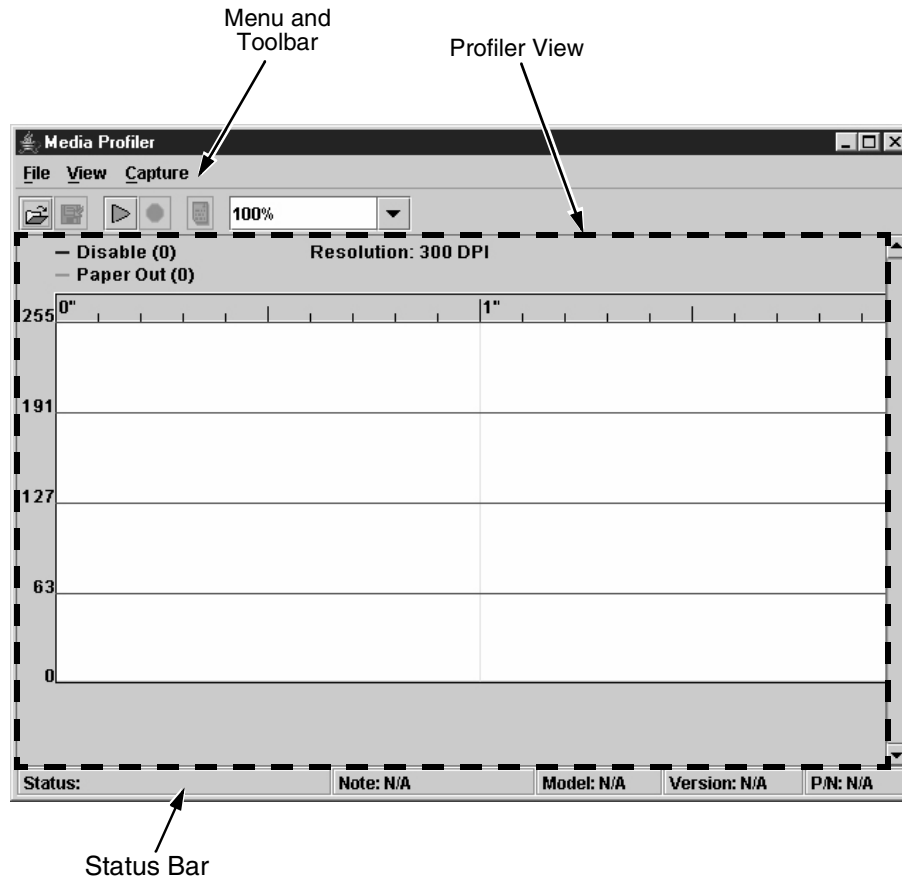 Menu and
Toolbar
Profiler View
Media Profiler
File View Capture
100%
Disable (0) Resolution: 300 DPI
Paper Out (0)
0" 1"
255
191
127
63
0
Status: Note: N/A Model: N/A Version: N/A P/N: N/A
Status Bar